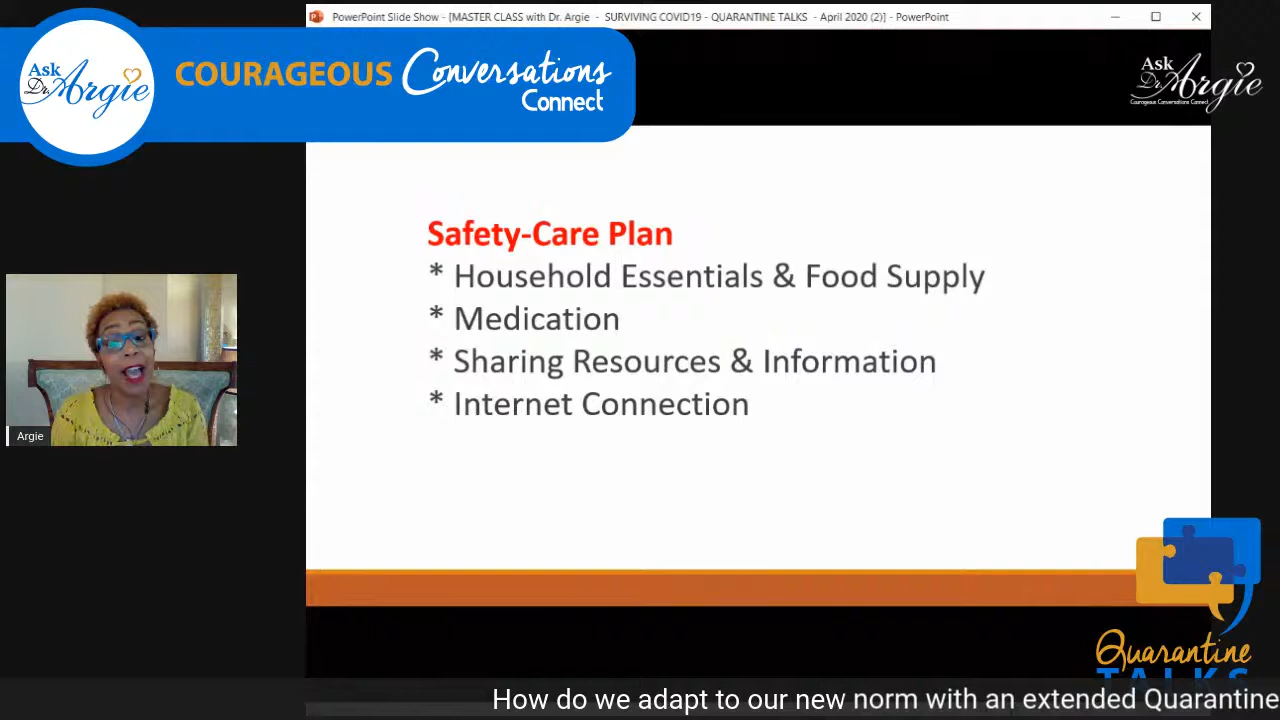 PowerPoint Slide Show - [MASTER CLASS with Dr. Argie - SURVIVING COVID19 - QUARANTINE TALKS - April 2020 (2)] - PowerPoint
Ask
Dr. Argie
COURAGEOUS Conversations
Connect
Ask
Dr. Argie
Courageous Conversations Connect
Safety-Care Plan
* Household Essentials & Food Supply
* Medication
* Sharing Resources & Information
* Internet Connection
Argie
Quarantine
TALKS
How do we adapt to our new norm with an extended Quarantine